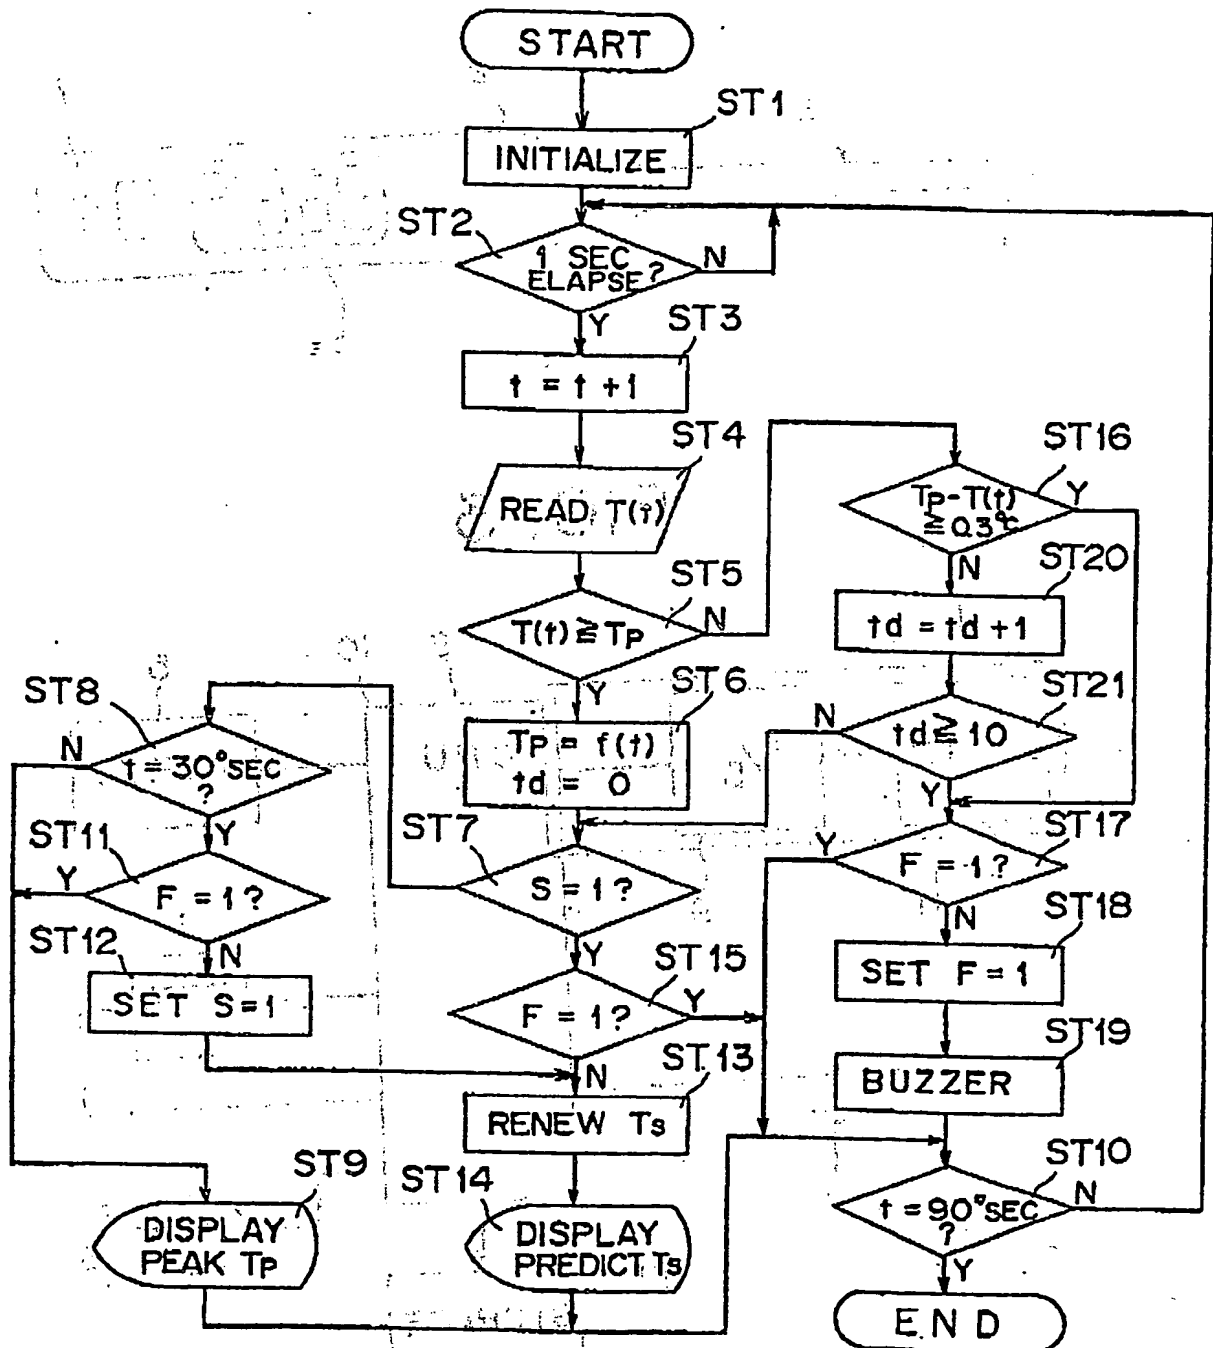 START
ST1
INITIALIZE
ST2
1 SEC
ELAPSE?
N
Y
ST3
t = t + 1
ST4
READ T(t)
ST5
T(t) ≧ TP
N
Y
ST6
TP = f(t)
td = 0
ST7
S = 1 ?
Y
ST15
F = 1 ?
Y
N
ST13
RENEW Ts
ST14
DISPLAY
PREDICT Ts
ST8
N
t = 30°SEC
?
Y
ST11
Y
F = 1 ?
N
ST12
SET S = 1
ST9
DISPLAY
PEAK TP
ST16
TP - T(t)
≧ 0.3°C
Y
N
ST20
td = td + 1
ST21
N
td ≧ 10
Y
ST17
Y
F = 1 ?
N
ST18
SET F = 1
ST19
BUZZER
ST10
t = 90°SEC
?
N
Y
END